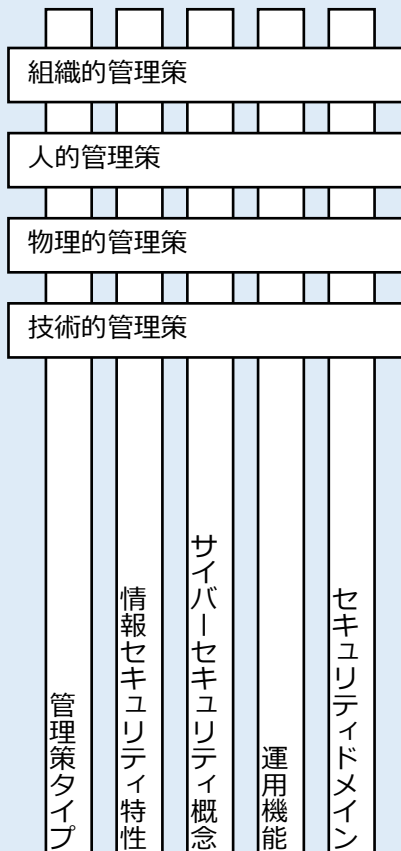 組織的管理策
人的管理策
物理的管理策
技術的管理策
管理策タイプ
情報セキュリティ特性
サイバーセキュリティ概念
運用機能
セキュリティドメイン